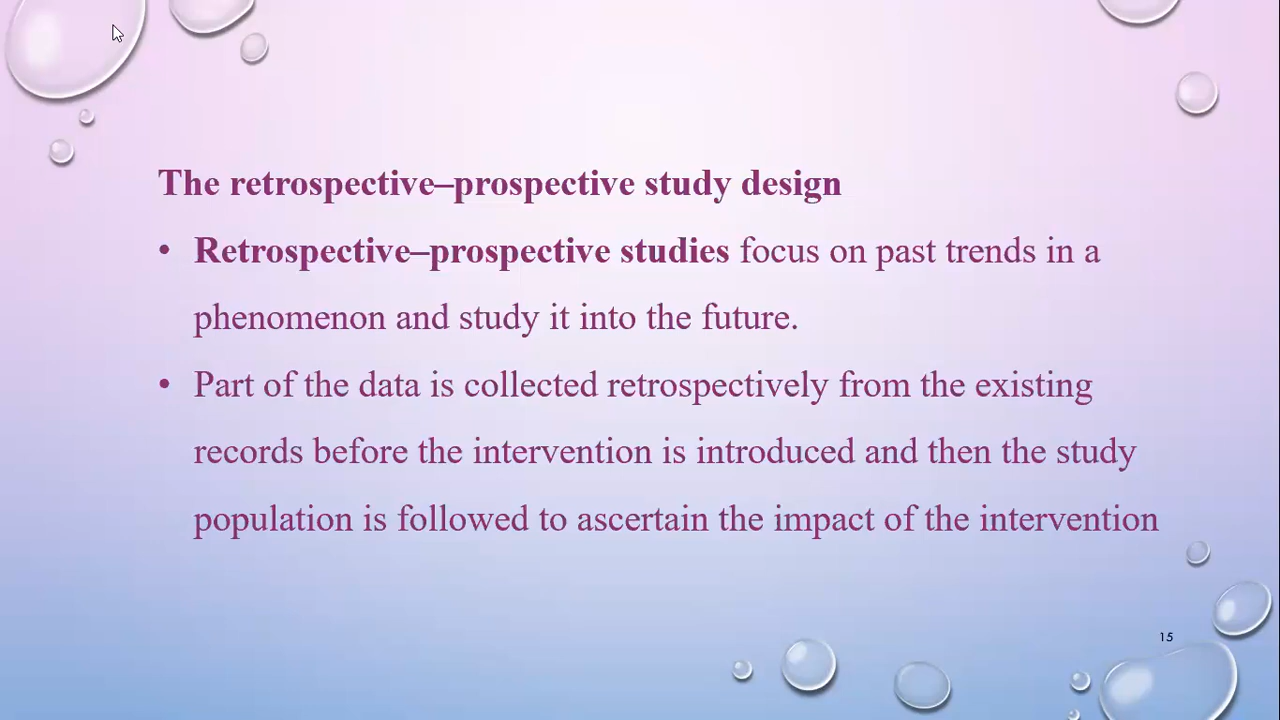 The retrospective–prospective study design
• Retrospective–prospective studies focus on past trends in a
phenomenon and study it into the future.
• Part of the data is collected retrospectively from the existing
records before the intervention is introduced and then the study
population is followed to ascertain the impact of the intervention
15